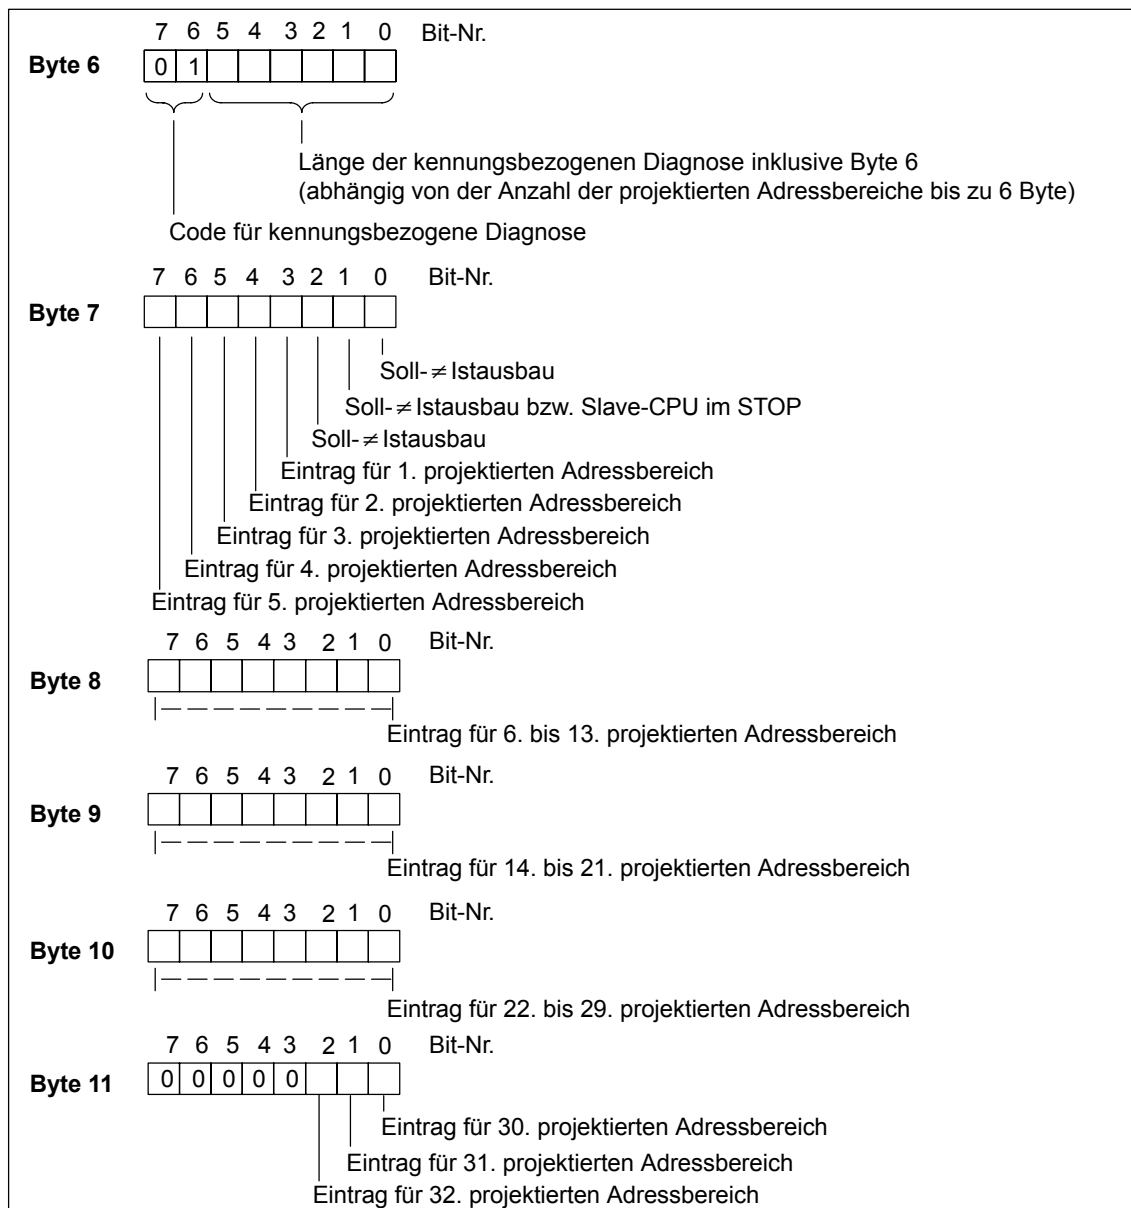 7 6 5 4 3 2 1 0 Bit-Nr.
Byte 6 0 1
Länge der kennungsbezogenen Diagnose inklusive Byte 6
(abhängig von der Anzahl der projektierten Adressbereiche bis zu 6 Byte)
Code für kennungsbezogene Diagnose
7 6 5 4 3 2 1 0 Bit-Nr.
Byte 7
Soll-≠Istausbau
Soll-≠Istausbau bzw. Slave-CPU im STOP
Soll-≠Istausbau
Eintrag für 1. projektierten Adressbereich
Eintrag für 2. projektierten Adressbereich
Eintrag für 3. projektierten Adressbereich
Eintrag für 4. projektierten Adressbereich
Eintrag für 5. projektierten Adressbereich
7 6 5 4 3 2 1 0 Bit-Nr.
Byte 8
Eintrag für 6. bis 13. projektierten Adressbereich
7 6 5 4 3 2 1 0 Bit-Nr.
Byte 9
Eintrag für 14. bis 21. projektierten Adressbereich
7 6 5 4 3 2 1 0 Bit-Nr.
Byte 10
Eintrag für 22. bis 29. projektierten Adressbereich
7 6 5 4 3 2 1 0 Bit-Nr.
Byte 11 0 0 0 0 0
Eintrag für 30. projektierten Adressbereich
Eintrag für 31. projektierten Adressbereich
Eintrag für 32. projektierten Adressbereich